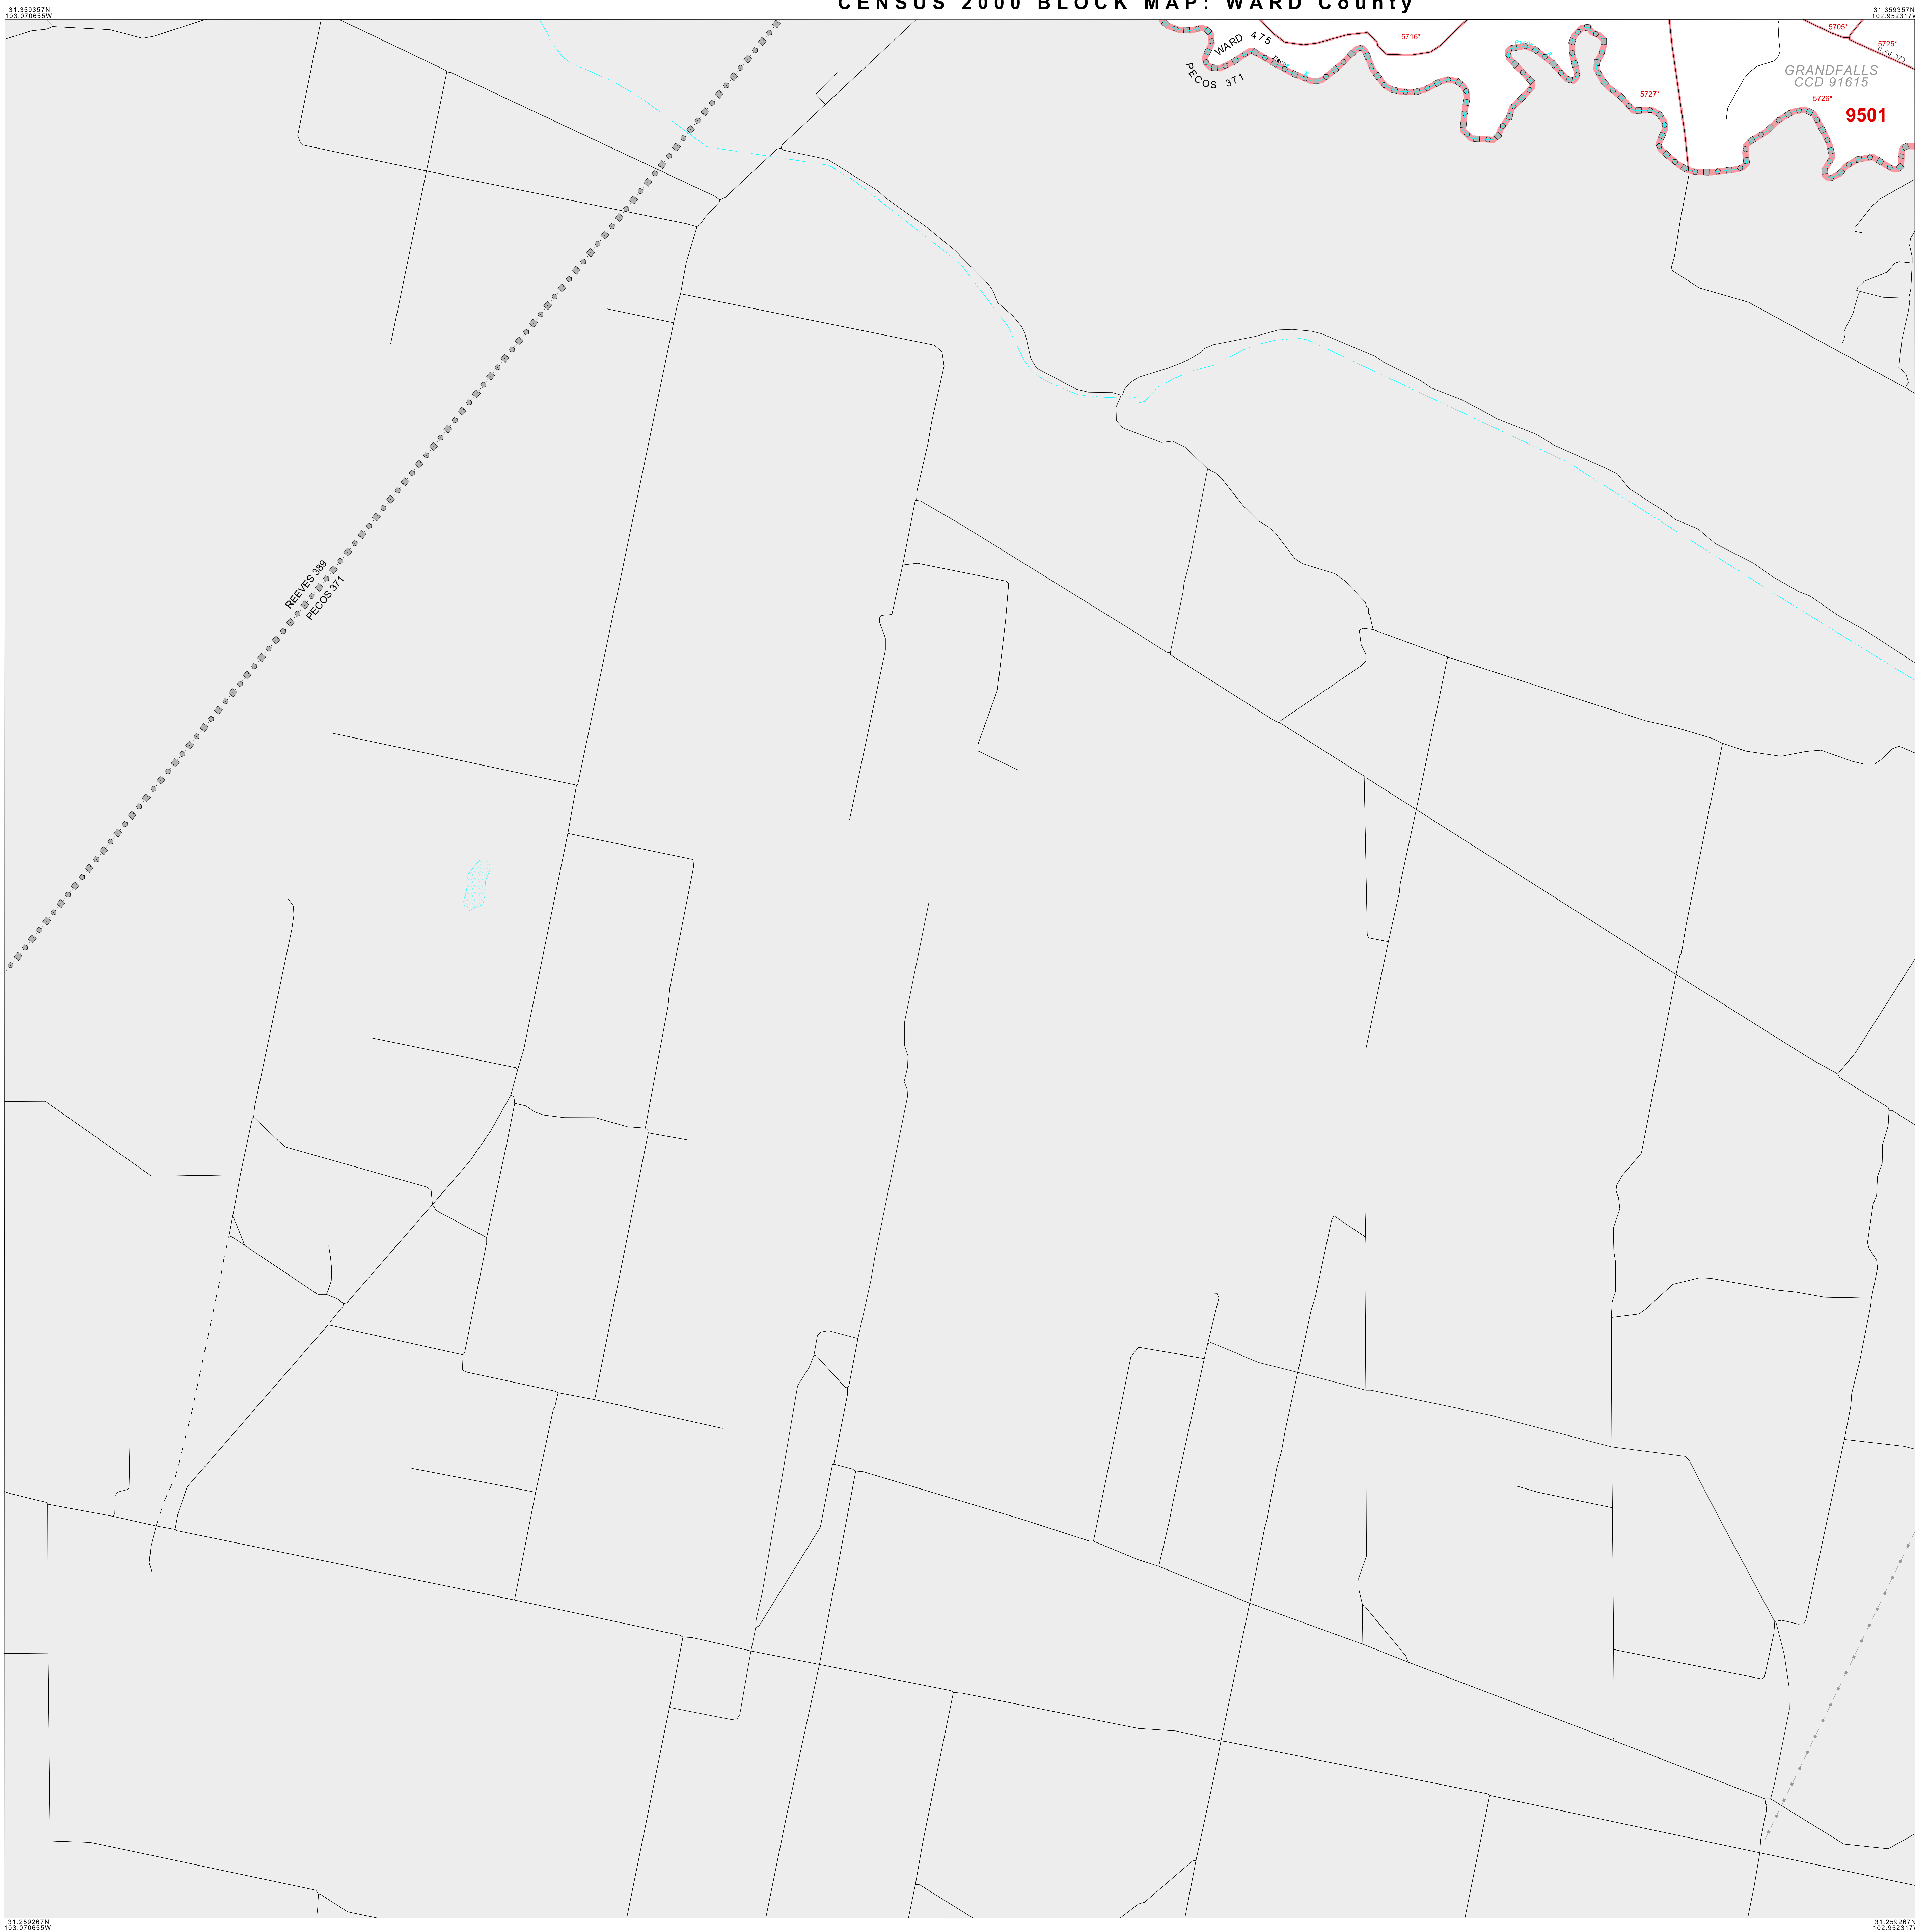 CENSUS 2000 BLOCK MAP: WARD County
31.359357N
103.070655W
31.359357N
102.952317W
WARD 475
PECOS 371
5716*
5705*
5725*
GRANDFALLS
CCD 91615
5727*
5726*
9501
REEVES 389
PECOS 371
31.259267N
103.070655W
31.259267N
102.952317W